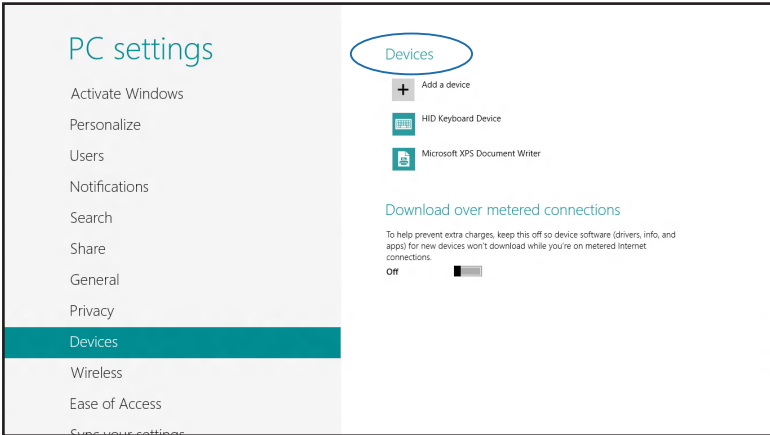 PC settings
Activate Windows
Personalize
Users
Notifications
Search
Share
General
Privacy
Devices
Wireless
Ease of Access
Sync your settings
Devices
Add a device
HID Keyboard Device
Microsoft XPS Document Writer
Download over metered connections
To help prevent extra charges, keep this off so device software (drivers, info, and
apps) for new devices won't download while you're on metered Internet
connections.
Off